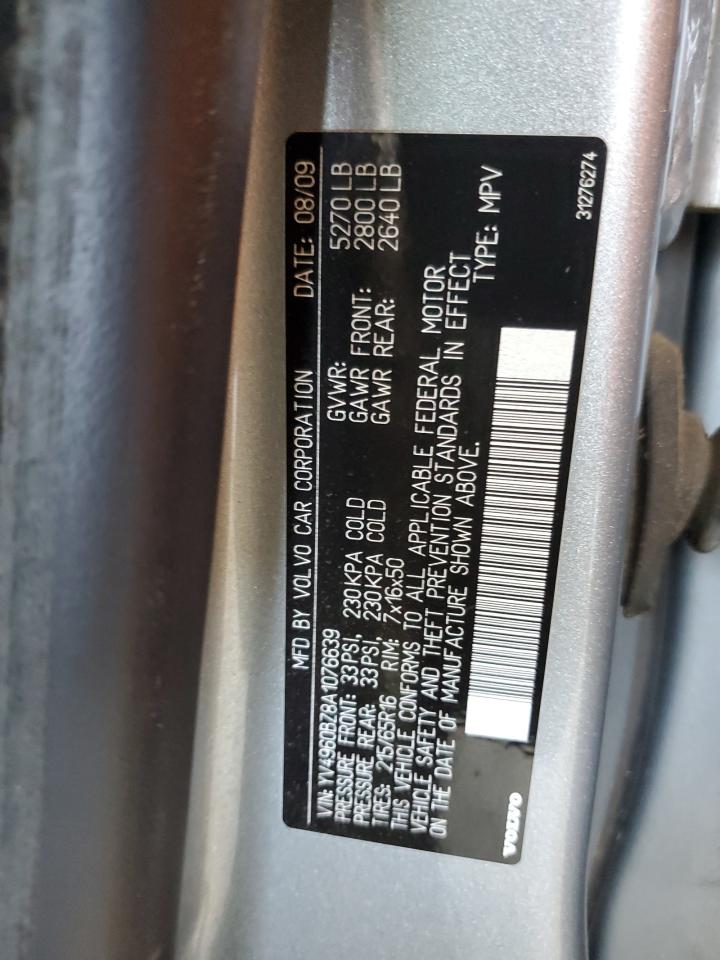 MFD BY VOLVO CAR CORPORATION DATE: 08/09
VIN: YV4960BZ8A1076639 GVWR: 5270 LB
PRESSURE FRONT: 33PSI, 230KPA COLD GAWR FRONT: 2800 LB
PRESSURE REAR: 33PSI, 230KPA COLD GAWR REAR: 2640 LB
TIRES: 215/65R16 RIM: 7x16x50
THIS VEHICLE CONFORMS TO ALL APPLICABLE FEDERAL MOTOR
VEHICLE SAFETY AND THEFT PREVENTION STANDARDS IN EFFECT
ON THE DATE OF MANUFACTURE SHOWN ABOVE. TYPE: MPV
VOLVO 31276274